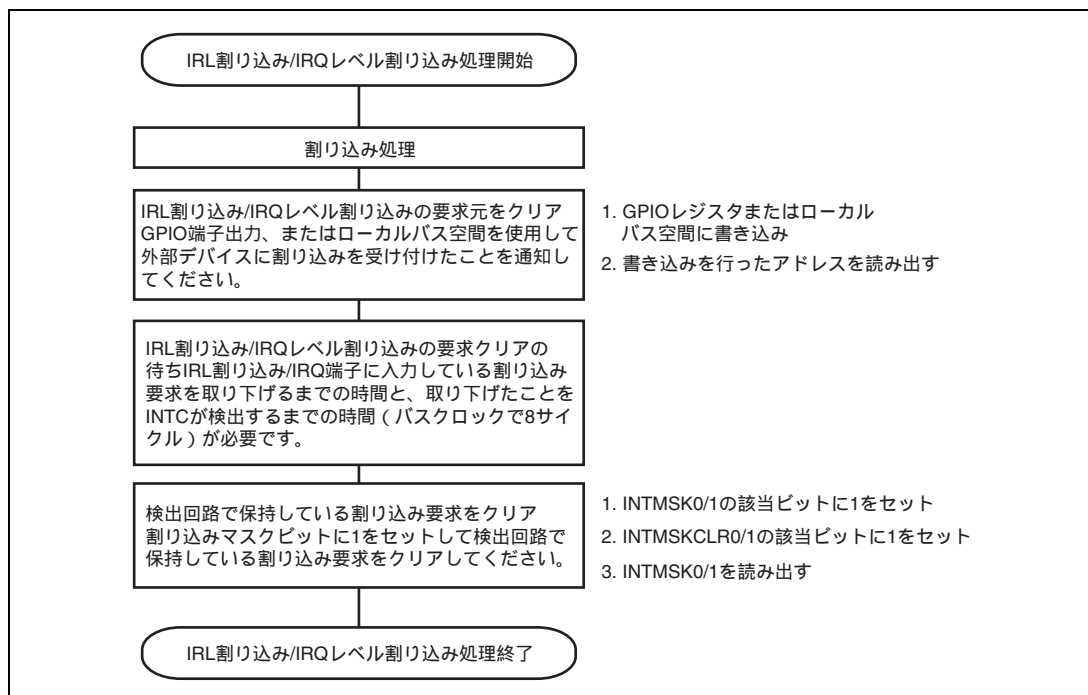 IRL割り込み/IRQレベル割り込み処理開始
割り込み処理
IRL割り込み/IRQレベル割り込みの要求元をクリア
GPIO端子出力、またはローカルバス空間を使用して
外部デバイスに割り込みを受け付けたことを通知し
てください。
1. GPIOレジスタまたはローカル
バス空間に書き込み
2. 書き込みを行ったアドレスを読み出す
IRL割り込み/IRQレベル割り込みの要求クリアの
待ちIRL割り込み/IRQ端子に入力している割り込み
要求を取り下げるまでの時間と、取り下げたことを
INTCが検出するまでの時間（バスクロックで8サイ
クル）が必要です。
検出回路で保持している割り込み要求をクリア
割り込みマスクビットに1をセットして検出回路で
保持している割り込み要求をクリアしてください。
1. INTMSK0/1の該当ビットに1をセット
2. INTMSKCLR0/1の該当ビットに1をセット
3. INTMSK0/1を読み出す
IRL割り込み/IRQレベル割り込み処理終了